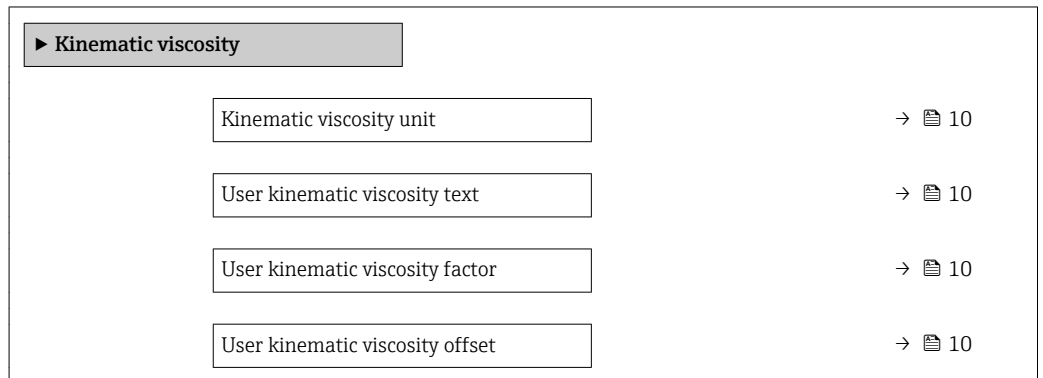 ► Kinematic viscosity
Kinematic viscosity unit → 10
User kinematic viscosity text → 10
User kinematic viscosity factor → 10
User kinematic viscosity offset → 10